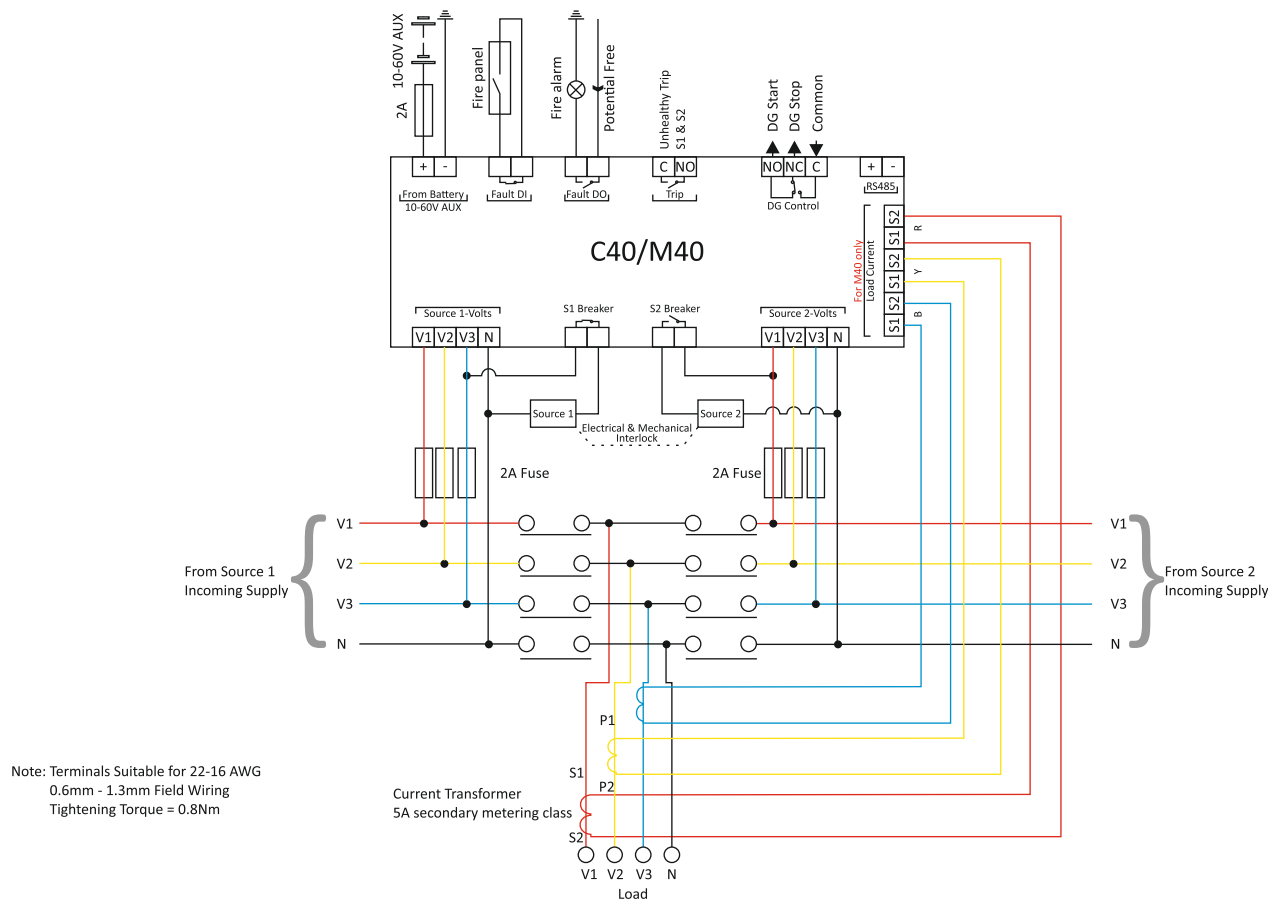 10-60V AUX
2A
Fire panel
Fire alarm
Potential Free
Unhealthy Trip
S1 & S2
DG Start
DG Stop
Common
+ -
C NO
NO NC C
+ -
From Battery
10-60V AUX
Fault DI
Fault DO
Trip
DG Control
RS485
C40/M40
For M40 only
Load Current
S2
S1
R
S2
S1
Y
S2
S1
B
Source 1-Volts
S1 Breaker
S2 Breaker
Source 2-Volts
V1 V2 V3 N
V1 V2 V3 N
Source 1
Source 2
Electrical & Mechanical
Interlock
2A Fuse
2A Fuse
From Source 1
Incoming Supply
V1
V2
V3
N
V1
V2
V3
N
From Source 2
Incoming Supply
P1
S1
P2
S2
Current Transformer
5A secondary metering class
Note: Terminals Suitable for 22-16 AWG
0.6mm - 1.3mm Field Wiring
Tightening Torque = 0.8Nm
V1 V2 V3 N
Load